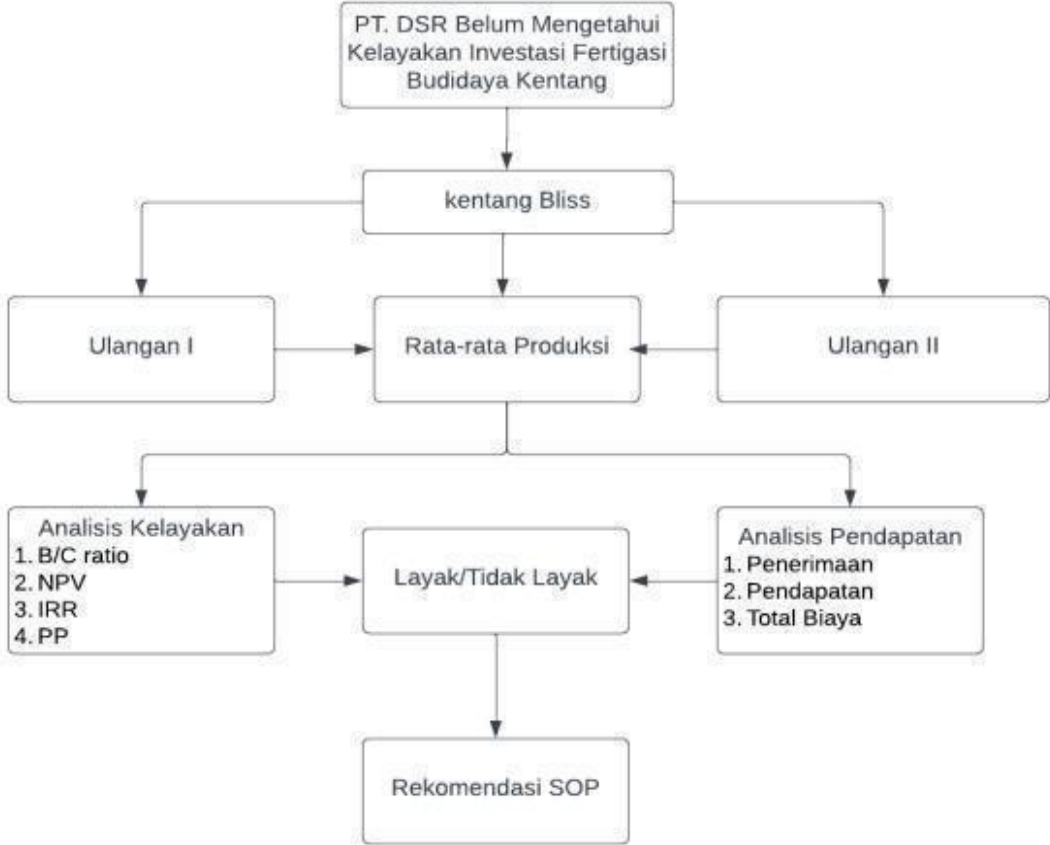 PT. DSR Belum Mengetahui
Kelayakan Investasi Fertigasi
Budidaya Kentang
kentang Bliss
Ulangan I
Rata-rata Produksi
Ulangan II
Analisis Kelayakan
1. B/C ratio
2. NPV
3. IRR
4. PP
Layak/Tidak Layak
Analisis Pendapatan
1. Penerimaan
2. Pendapatan
3. Total Biaya
Rekomendasi SOP